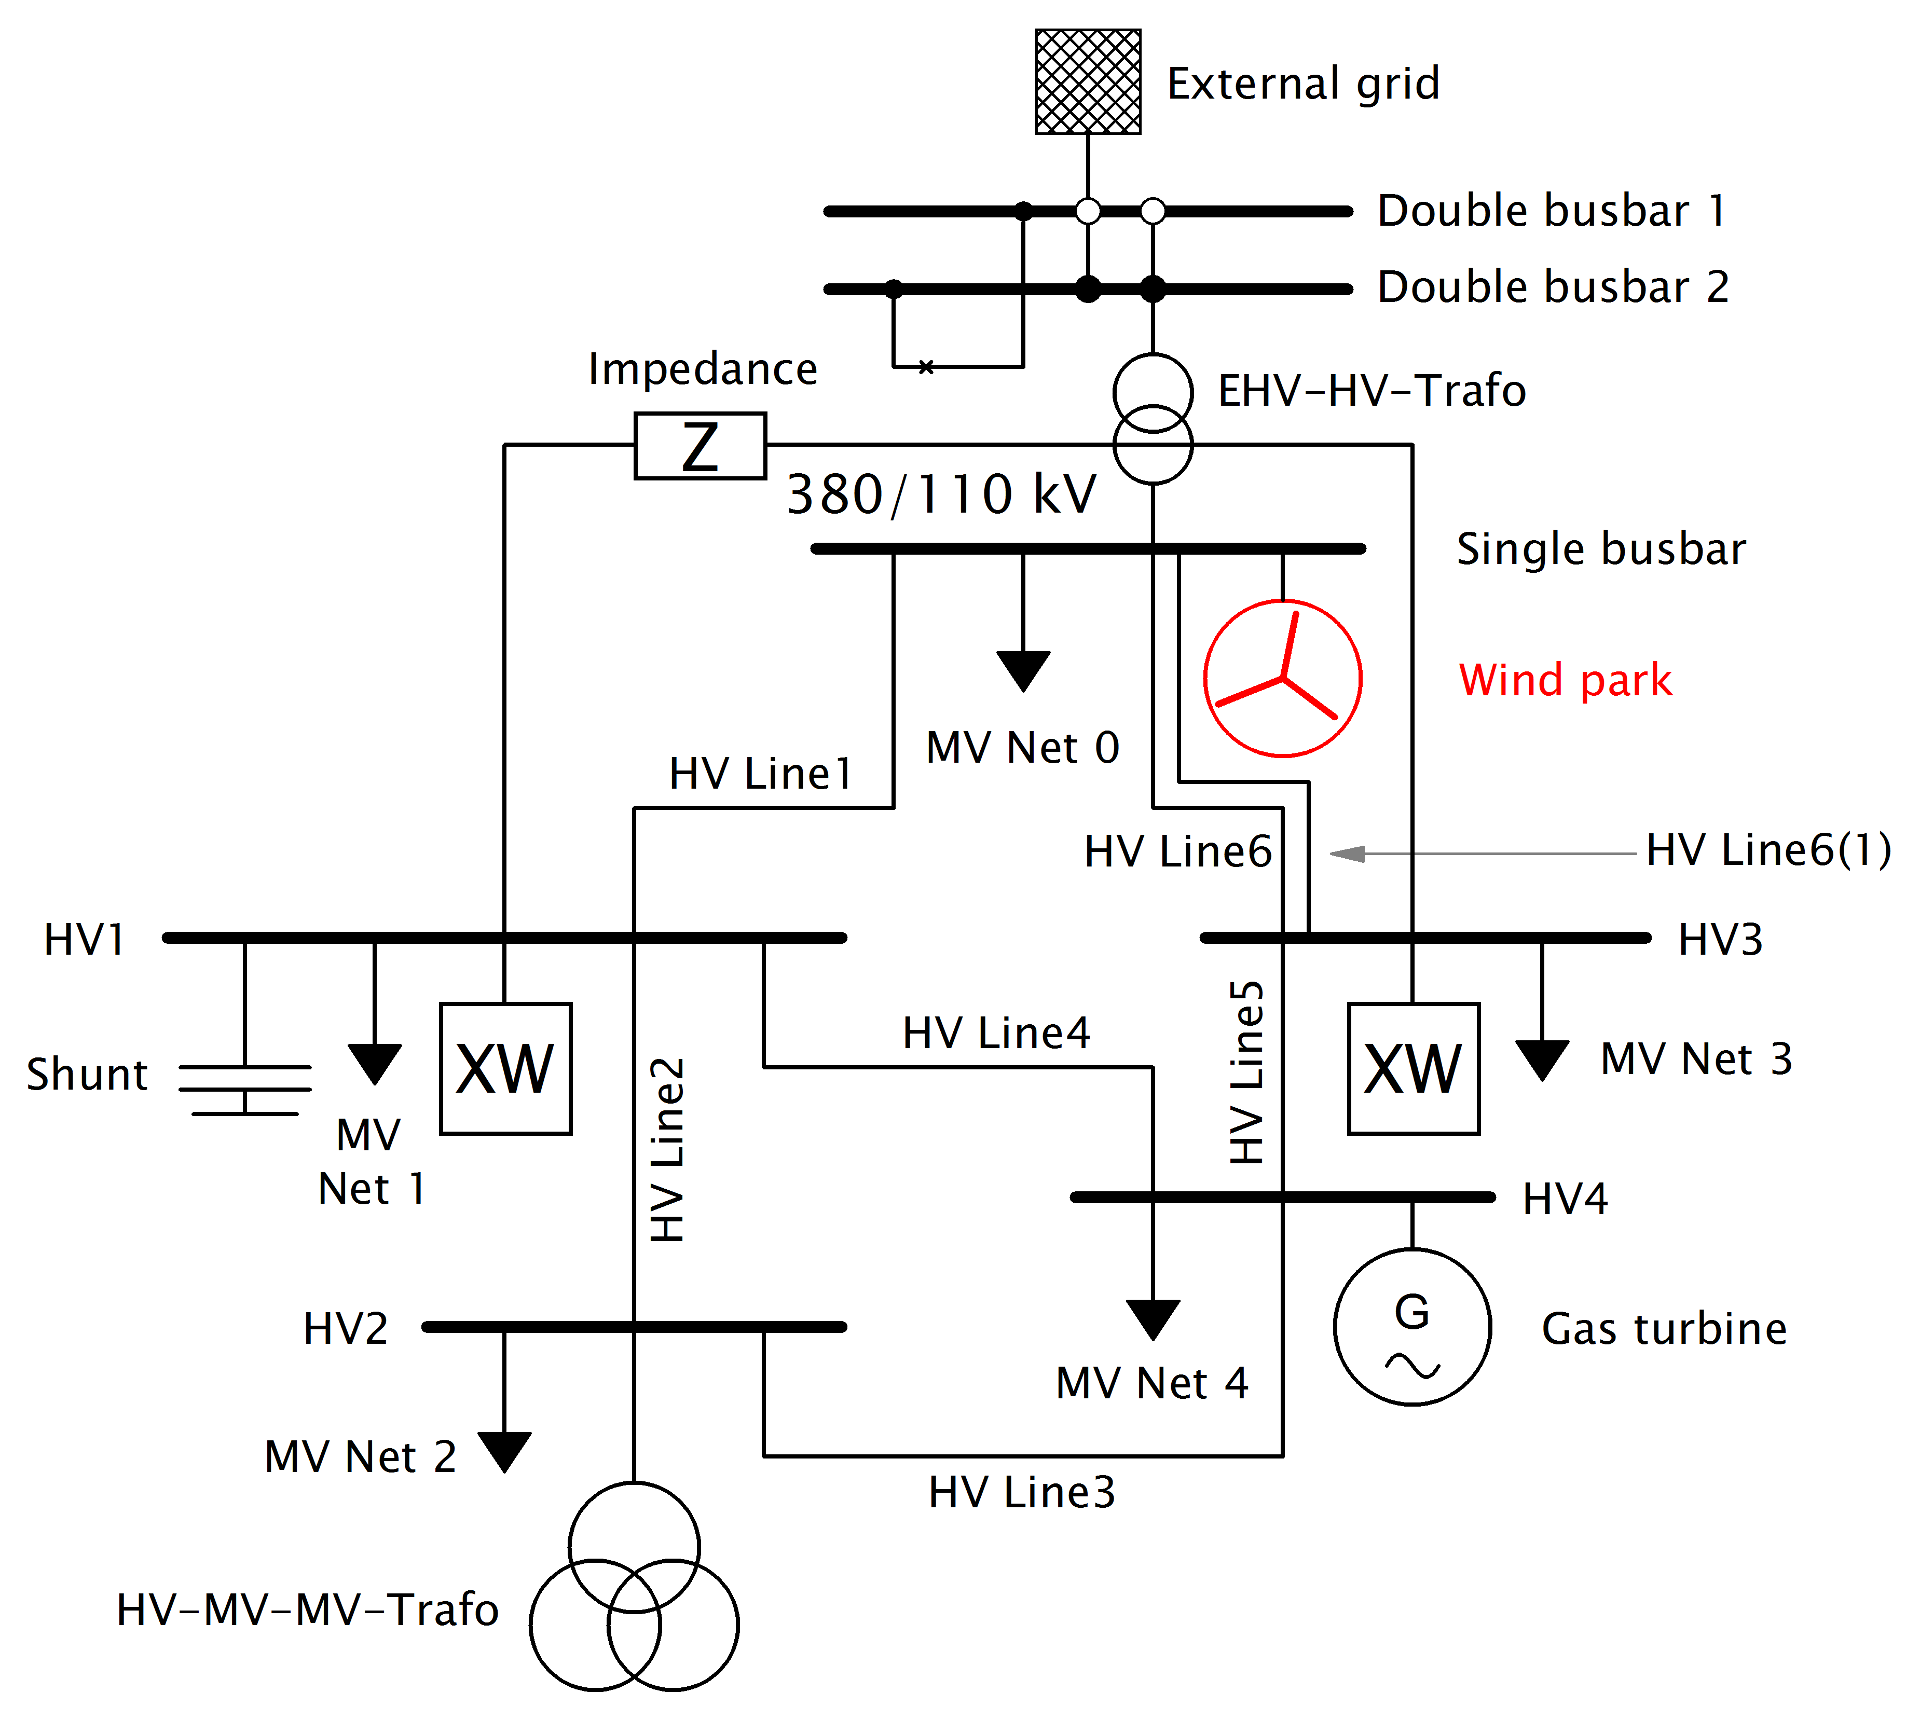 External grid
Double busbar 1
Double busbar 2
Impedance
EHV-HV-Trafo
Z
380/110 kV
Single busbar
Wind park
MV Net 0
HV Line1
HV Line6
HV Line6(1)
HV1
HV3
HV Line5
HV Line4
XW
XW
Shunt
MV Net 3
HV Line2
MV
Net 1
HV4
G
HV2
Gas turbine
MV Net 4
MV Net 2
HV Line3
HV-MV-MV-Trafo